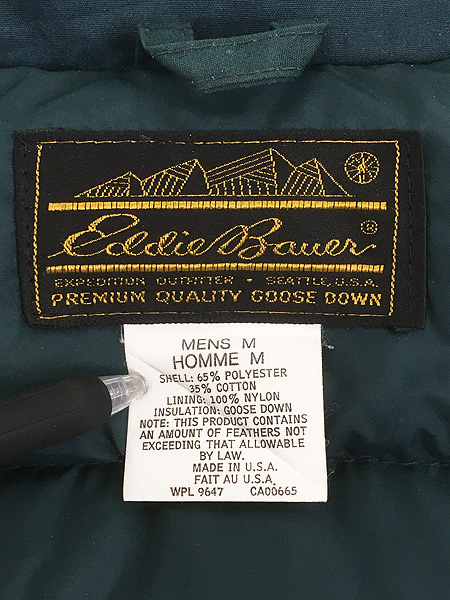 Eddie Bauer®
EXPEDITION OUTFITTER • SEATTLE, U.S.A.
PREMIUM QUALITY GOOSE DOWN
MENS M
HOMME M
SHELL: 65% POLYESTER
35% COTTON
LINING: 100% NYLON
INSULATION: GOOSE DOWN
NOTE: THIS PRODUCT CONTAINS
AN AMOUNT OF FEATHERS NOT
EXCEEDING THAT ALLOWABLE
BY LAW.
MADE IN U.S.A.
FAIT AU U.S.A.
WPL 9647 CA00665